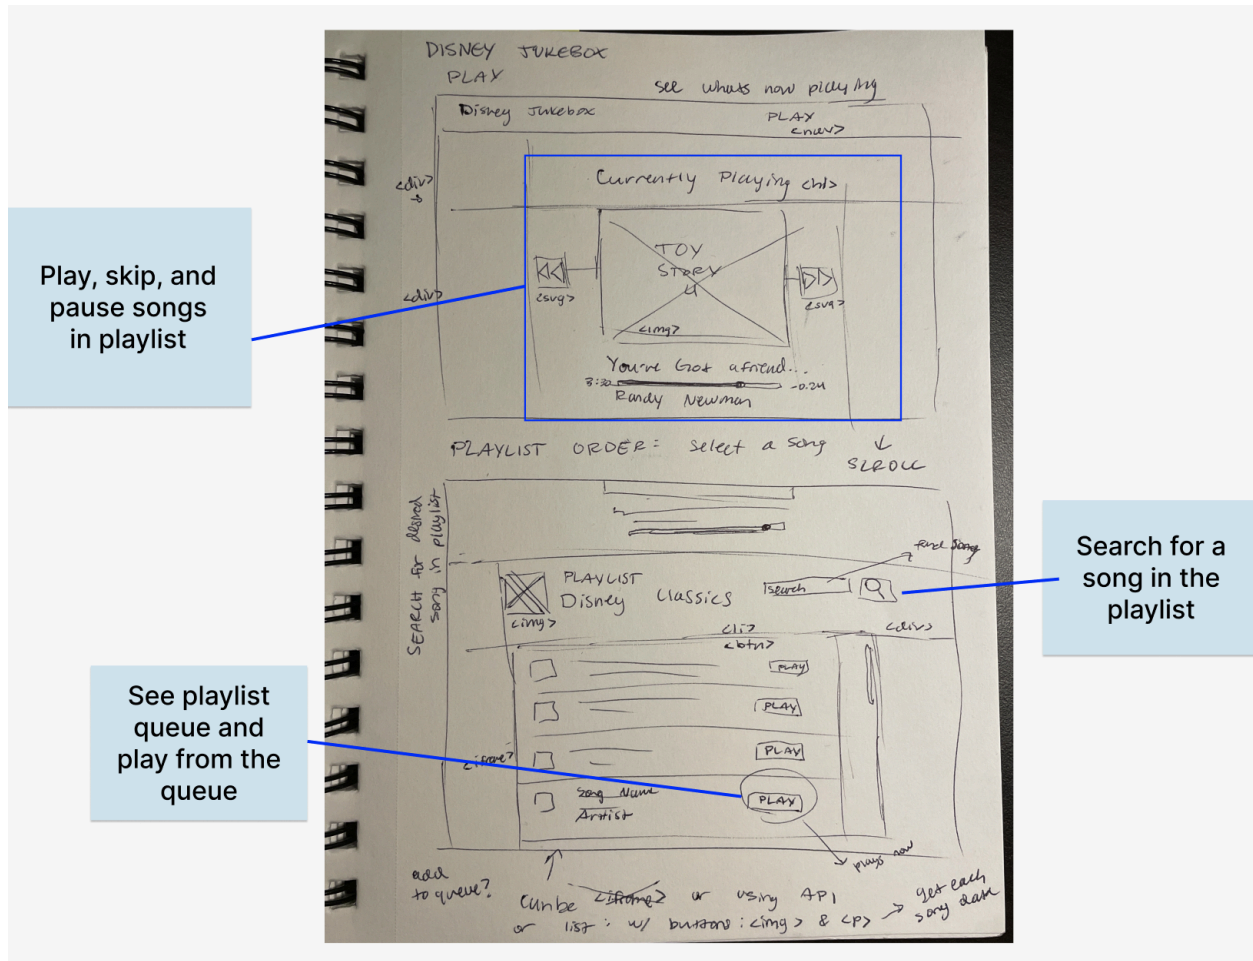 DISNEY JUKEBOX
PLAY
see whats now playing
Disney Jukebox
PLAY
<nav>
<div>
Currently Playing <h1>
TOY
STORY
4
<svg>
<svg>
<div>
<img>
You've Got a friend...
3:30
-0:24
Randy Newman
Play, skip, and
pause songs
in playlist
PLAYLIST ORDER: select a song
SCROLL
SEARCH for desired
song in playlist
find song
PLAYLIST
Disney Classics
search
<img>
<li>
<btn>
<div>
Search for a
song in the
playlist
PLAY
PLAY
PLAY
<iframe>
Song Name
Artist
PLAY
See playlist
queue and
play from the
queue
plays now
add
to queue?
can be <iframe> or using API
or list: w/ buttons: <img> & <p>
get each
song data